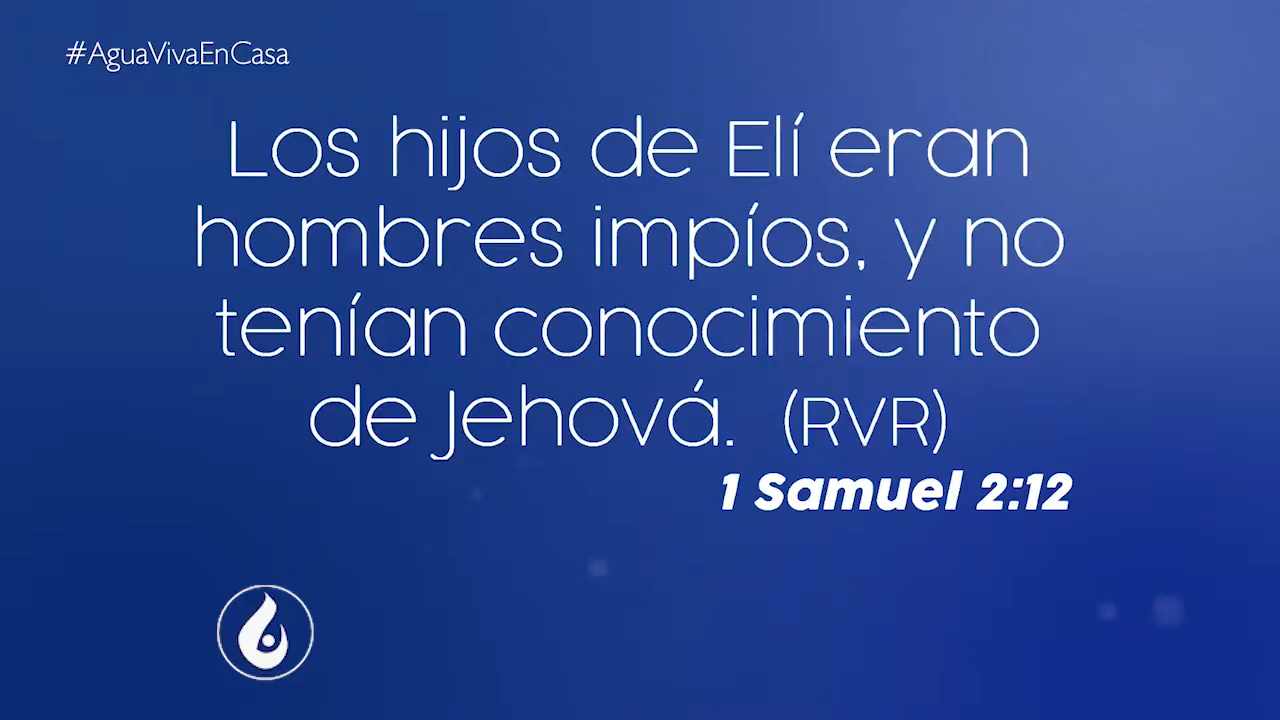 #AguaVivaEnCasa
Los hijos de Elí eran
hombres impíos, y no
tenían conocimiento
de Jehová. (RVR)
1 Samuel 2:12